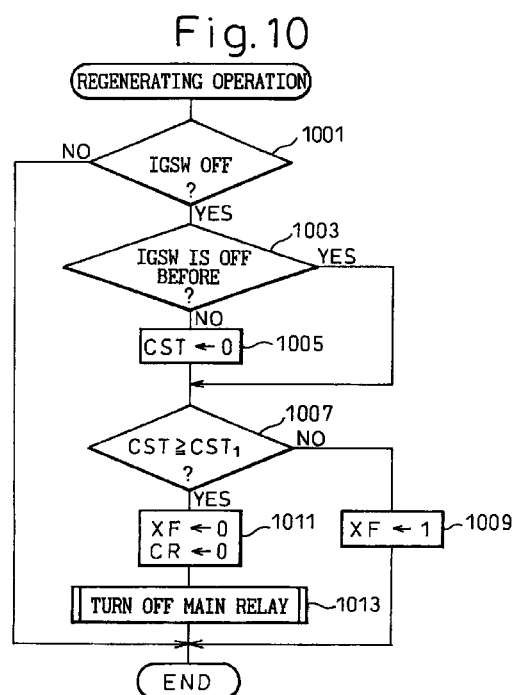 Fig. 10
REGENERATING OPERATION
1001
NO
IGSW OFF
?
YES
1003
IGSW IS OFF
BEFORE
?
YES
NO
CST ← 0
1005
1007
CST ≧ CST₁
?
NO
YES
XF ← 0
CR ← 0
1011
XF ← 1
1009
TURN OFF MAIN RELAY
1013
END